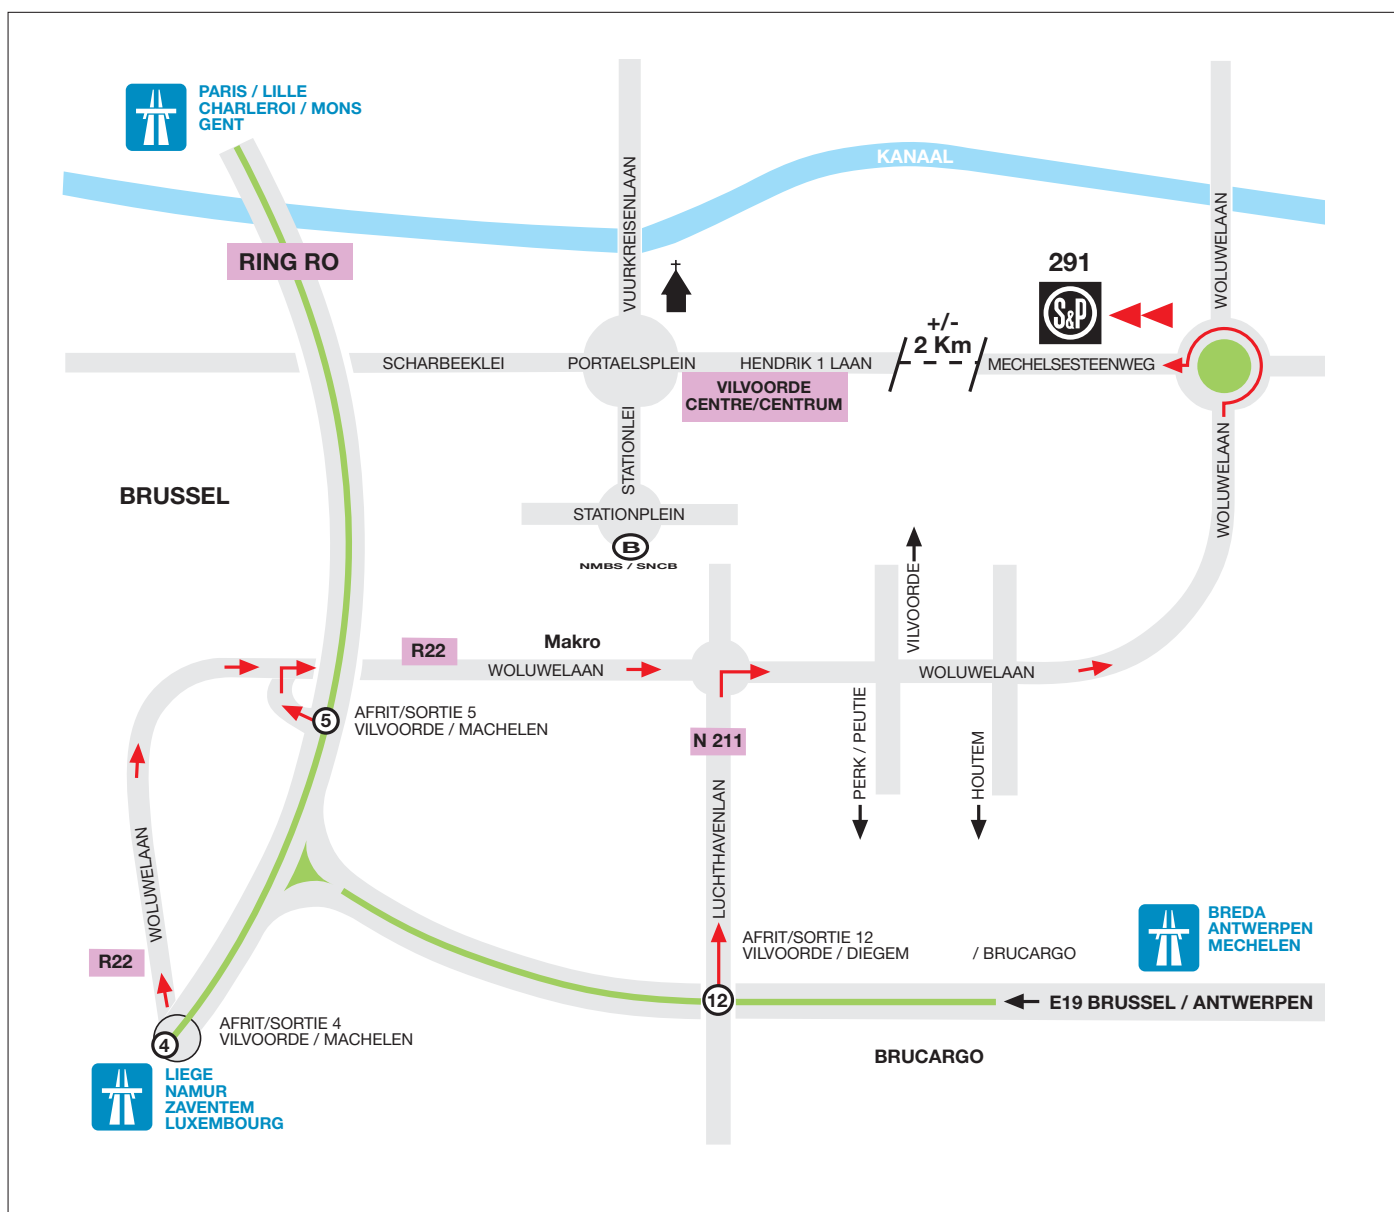 PARIS / LILLE
CHARLEROI / MONS
GENT
KANAAL
VUURKREISENLAAN
WOLUWELAAN
RING RO
291
S&P
+/-
2 Km
SCHARBEEKLEI
PORTAELSPLEIN
HENDRIK 1 LAAN
MECHELSESTEENWEG
VILVOORDE
CENTRE/CENTRUM
STATIONLEI
WOLUWELAAN
BRUSSEL
STATIONPLEIN
B
NMBS / SNCB
VILVOORDE
R22
Makro
WOLUWELAAN
WOLUWELAAN
5
AFRIT/SORTIE 5
VILVOORDE / MACHELEN
N 211
PERK / PEUTIE
HOUTEM
LUCHTHAVENLAN
WOLUWELAAN
R22
BREDA
ANTWERPEN
MECHELEN
AFRIT/SORTIE 12
VILVOORDE / DIEGEM / BRUCARGO
12
E19 BRUSSEL / ANTWERPEN
4
AFRIT/SORTIE 4
VILVOORDE / MACHELEN
BRUCARGO
LIEGE
NAMUR
ZAVENTEM
LUXEMBOURG